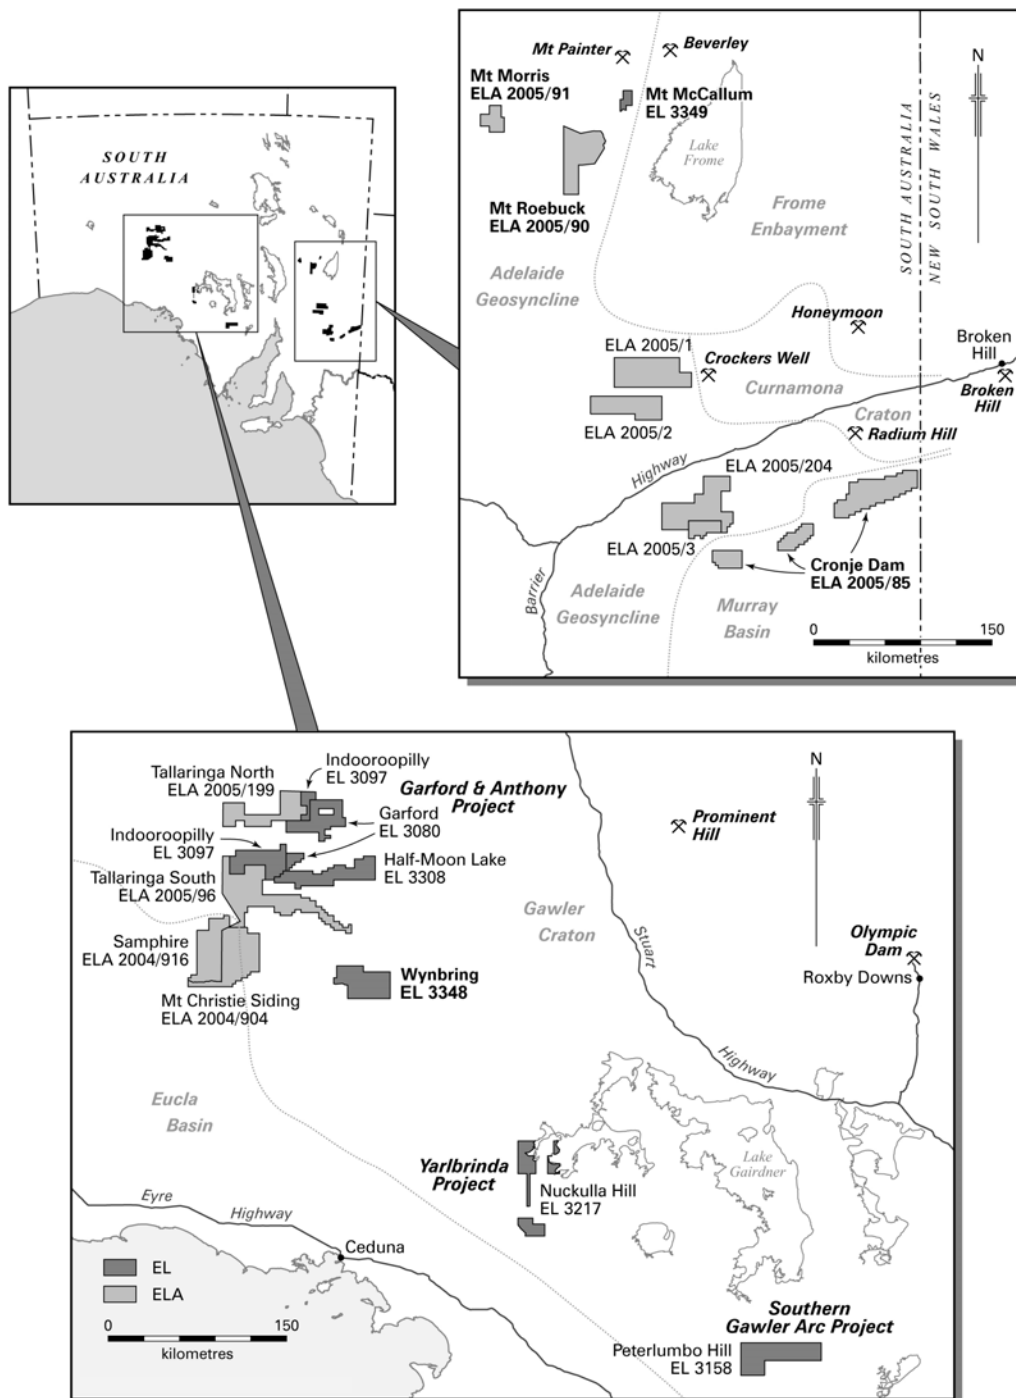 SOUTH
AUSTRALIA
Mt Painter
Beverley
N
Mt Morris
ELA 2005/91
Mt McCallum
EL 3349
Lake
Frome
SOUTH AUSTRALIA
NEW SOUTH WALES
Mt Roebuck
ELA 2005/90
Frome
Enbayment
Adelaide
Geosyncline
Honeymoon
ELA 2005/1
Crockers Well
Broken
Hill
Curnamona
Craton
Broken
Hill
ELA 2005/2
Radium Hill
Highway
ELA 2005/204
ELA 2005/3
Cronje Dam
ELA 2005/85
Barrier
Adelaide
Geosyncline
Murray
Basin
0 150
kilometres
Indooroopilly
EL 3097
Tallaringa North
ELA 2005/199
Garford & Anthony
Project
N
Garford
EL 3080
Prominent
Hill
Indooroopilly
EL 3097
Half-Moon Lake
EL 3308
Tallaringa South
ELA 2005/96
Gawler
Craton
Stuart
Samphire
ELA 2004/916
Olympic
Dam
Roxby Downs
Wynbring
EL 3348
Mt Christie Siding
ELA 2004/904
Highway
Eucla
Basin
Lake
Gairdner
Yarlbrinda
Project
Nuckulla Hill
EL 3217
Eyre
Highway
Ceduna
EL
ELA
0 150
kilometres
Southern
Gawler Arc Project
Peterlumbo Hill
EL 3158